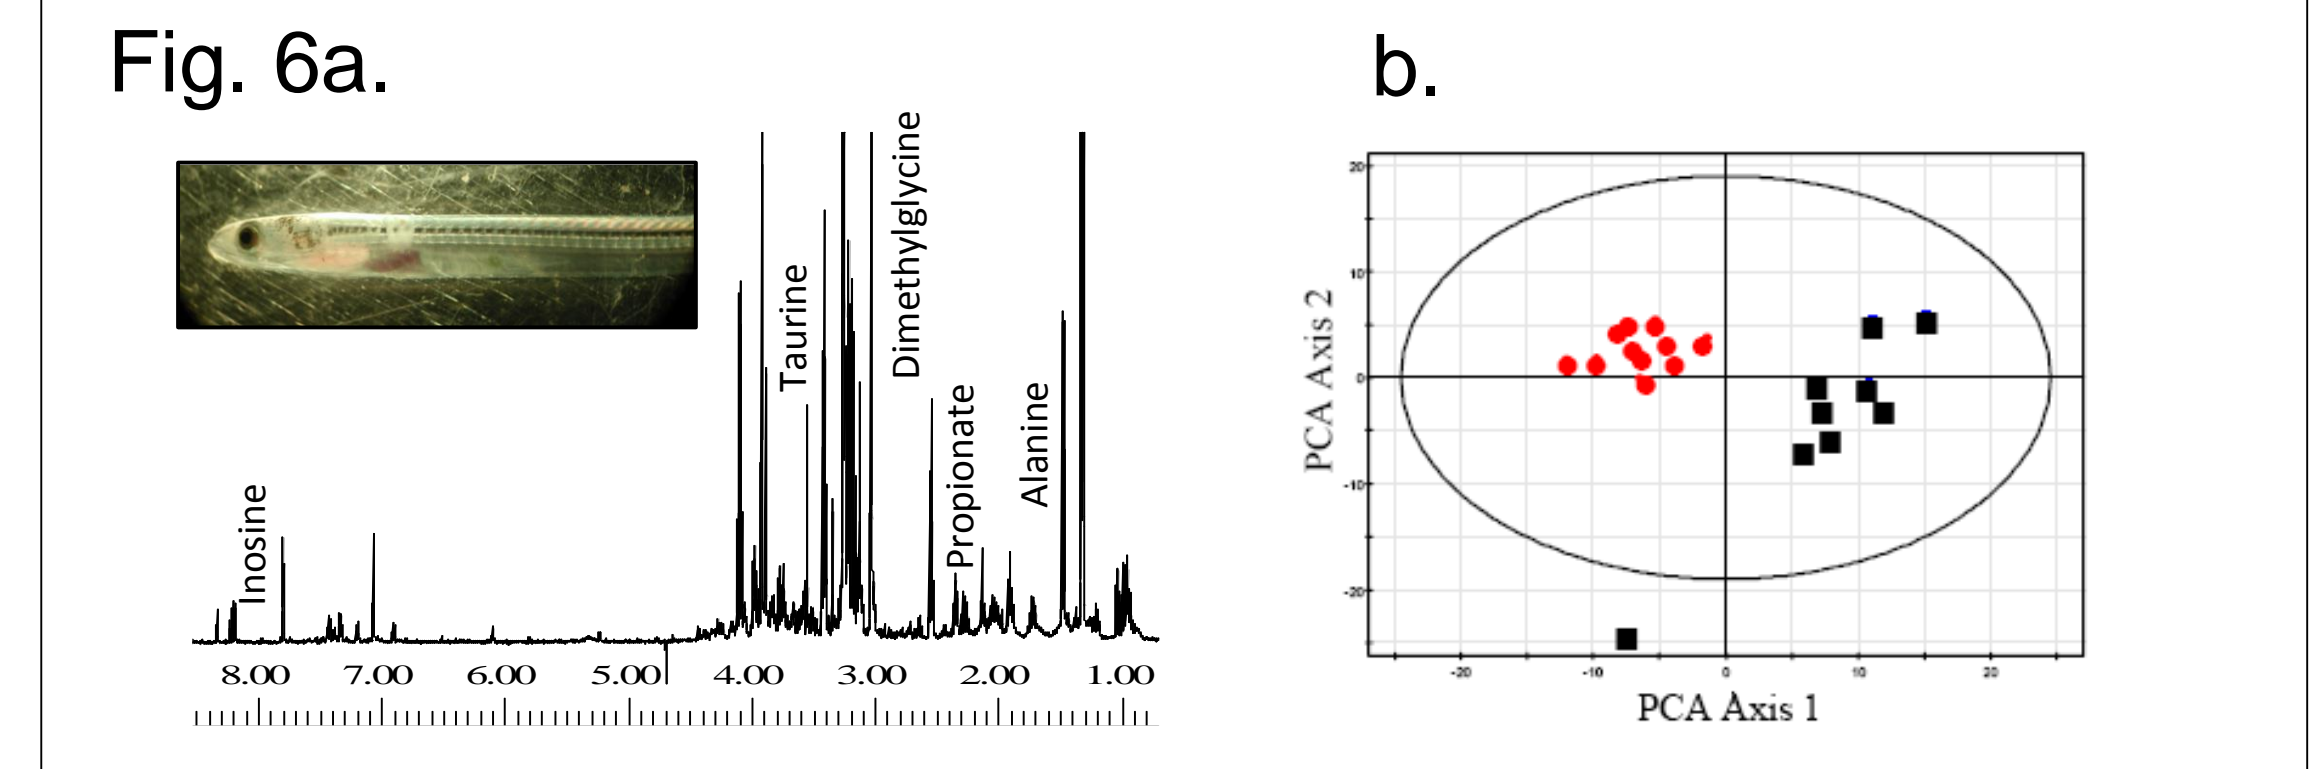 Fig. 6a.
b.
Inosine
Taurine
Dimethylglycine
Propionate
Alanine
8.00 7.00 6.00 5.00 4.00 3.00 2.00 1.00
20
10
0
-10
-20
PCA Axis 2
-20 -10 0 10 20
PCA Axis 1